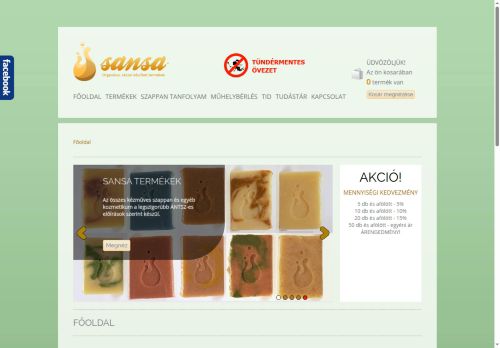 facebook
sansa
Organikus, kézzel készített termékek
TÜNDÉRMENTES
ÖVEZET
ÜDVÖZÖLJÜK!
Az ön kosarában
0 termék van
Kosár megnézése
FŐOLDAL TERMÉKEK SZAPPAN TANFOLYAM MŰHELYBÉRLÉS TID TUDÁSTÁR KAPCSOLAT
Főoldal
SANSA TERMÉKEK
Az összes kézműves szappan és egyéb
kozmetikum a legszigorúbb ÁNTSZ-es
előírások szerint készül.
Megnéz
AKCIÓ!
MENNYISÉGI KEDVEZMÉNY
5 db és afölött - 5%
10 db és afölött - 10%
20 db és afölött - 15%
50 db és afölött - egyéni ár
ÁRENGEDMÉNY!
FŐOLDAL